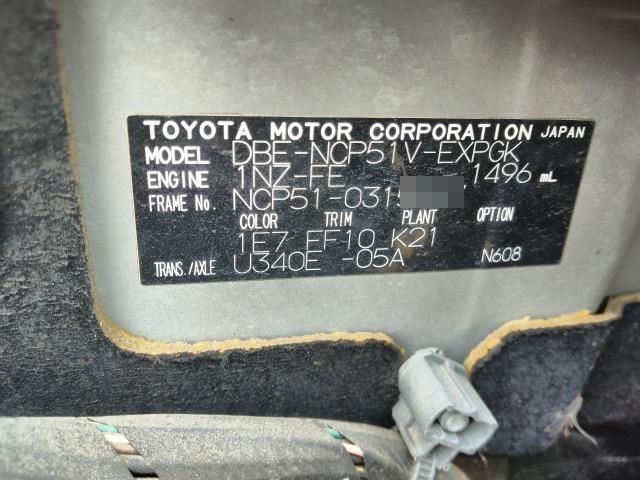 TOYOTA MOTOR CORPORATION JAPAN
MODEL DBE-NCP51V-EXPGK
ENGINE 1NZ-FE 1496 mL
FRAME No. NCP51-031
COLOR TRIM PLANT OPTION
1E7 FF10 K21
TRANS./AXLE U340E -05A N608